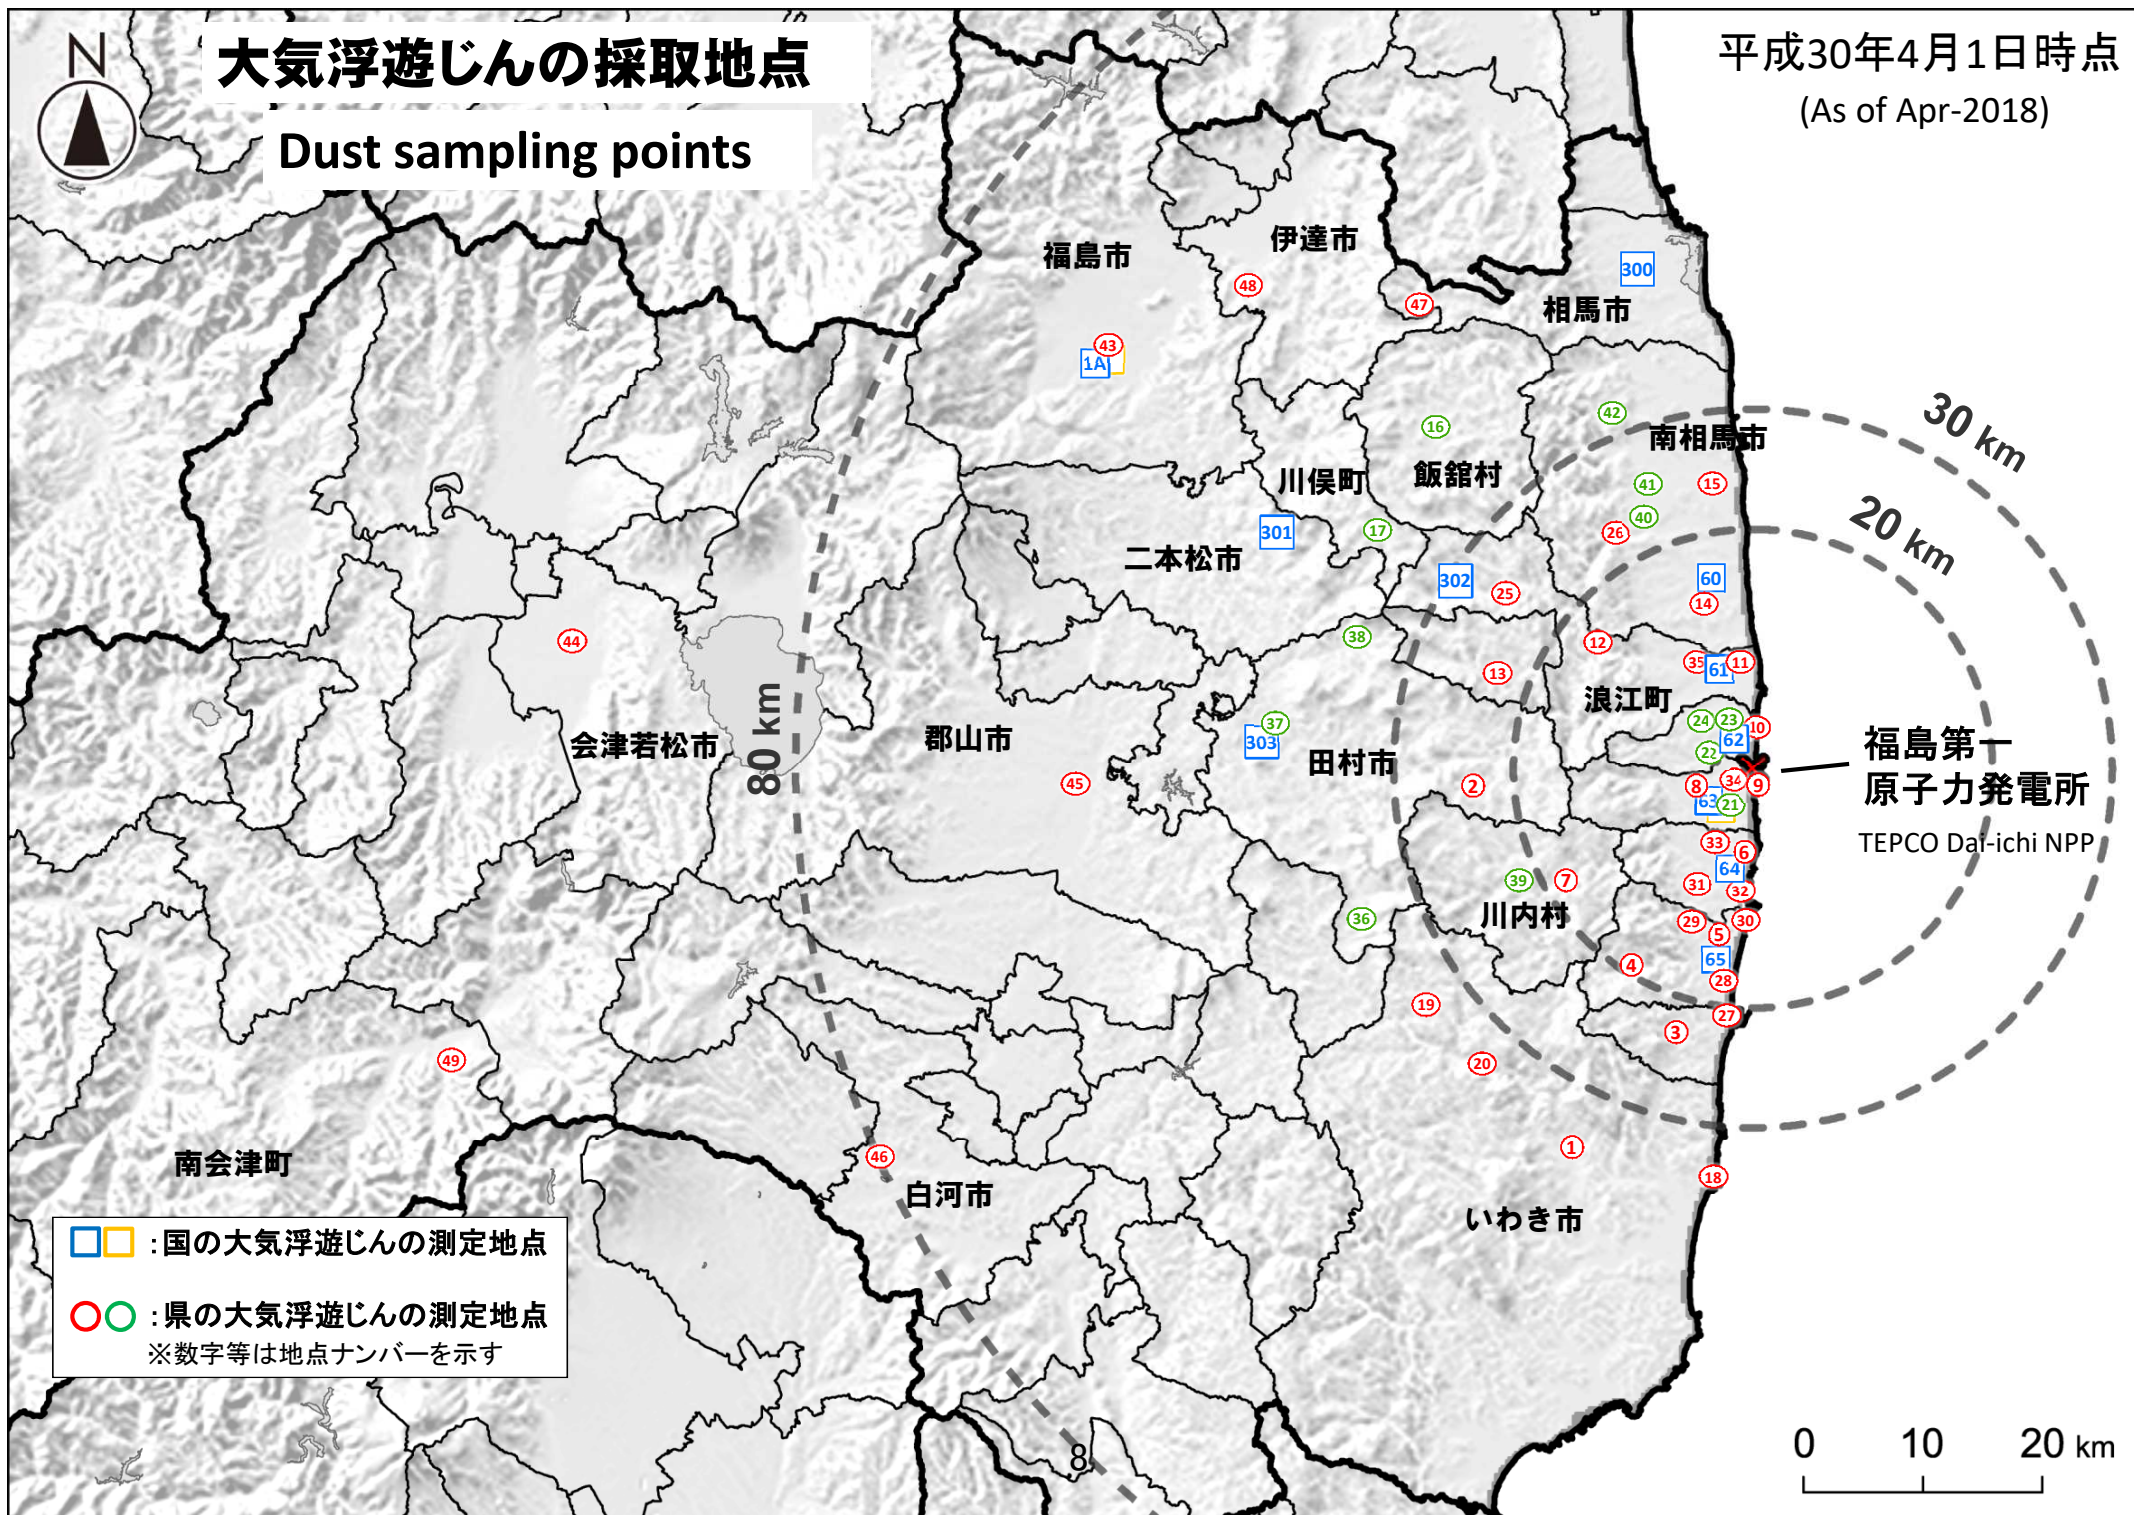 N
大気浮遊じんの採取地点
Dust sampling points
平成30年4月1日時点
(As of Apr-2018)
福島市
伊達市
相馬市
300
48
47
43
1A
42
16
南相馬市
30 km
飯舘村
川俣町
41
15
40
26
20 km
17
301
二本松市
302
25
60
14
38
12
44
35
61
11
13
浪江町
24
23
10
37
303
62
22
80 km
会津若松市
郡山市
田村市
福島第一
原子力発電所
TEPCO Dai-ichi NPP
45
2
8
34
9
63
21
33
6
64
39
7
31
32
川内村
36
29
30
5
4
65
28
19
27
3
49
20
1
46
18
南会津町
白河市
いわき市
:国の大気浮遊じんの測定地点
:県の大気浮遊じんの測定地点
※数字等は地点ナンバーを示す
8
0 10 20 km